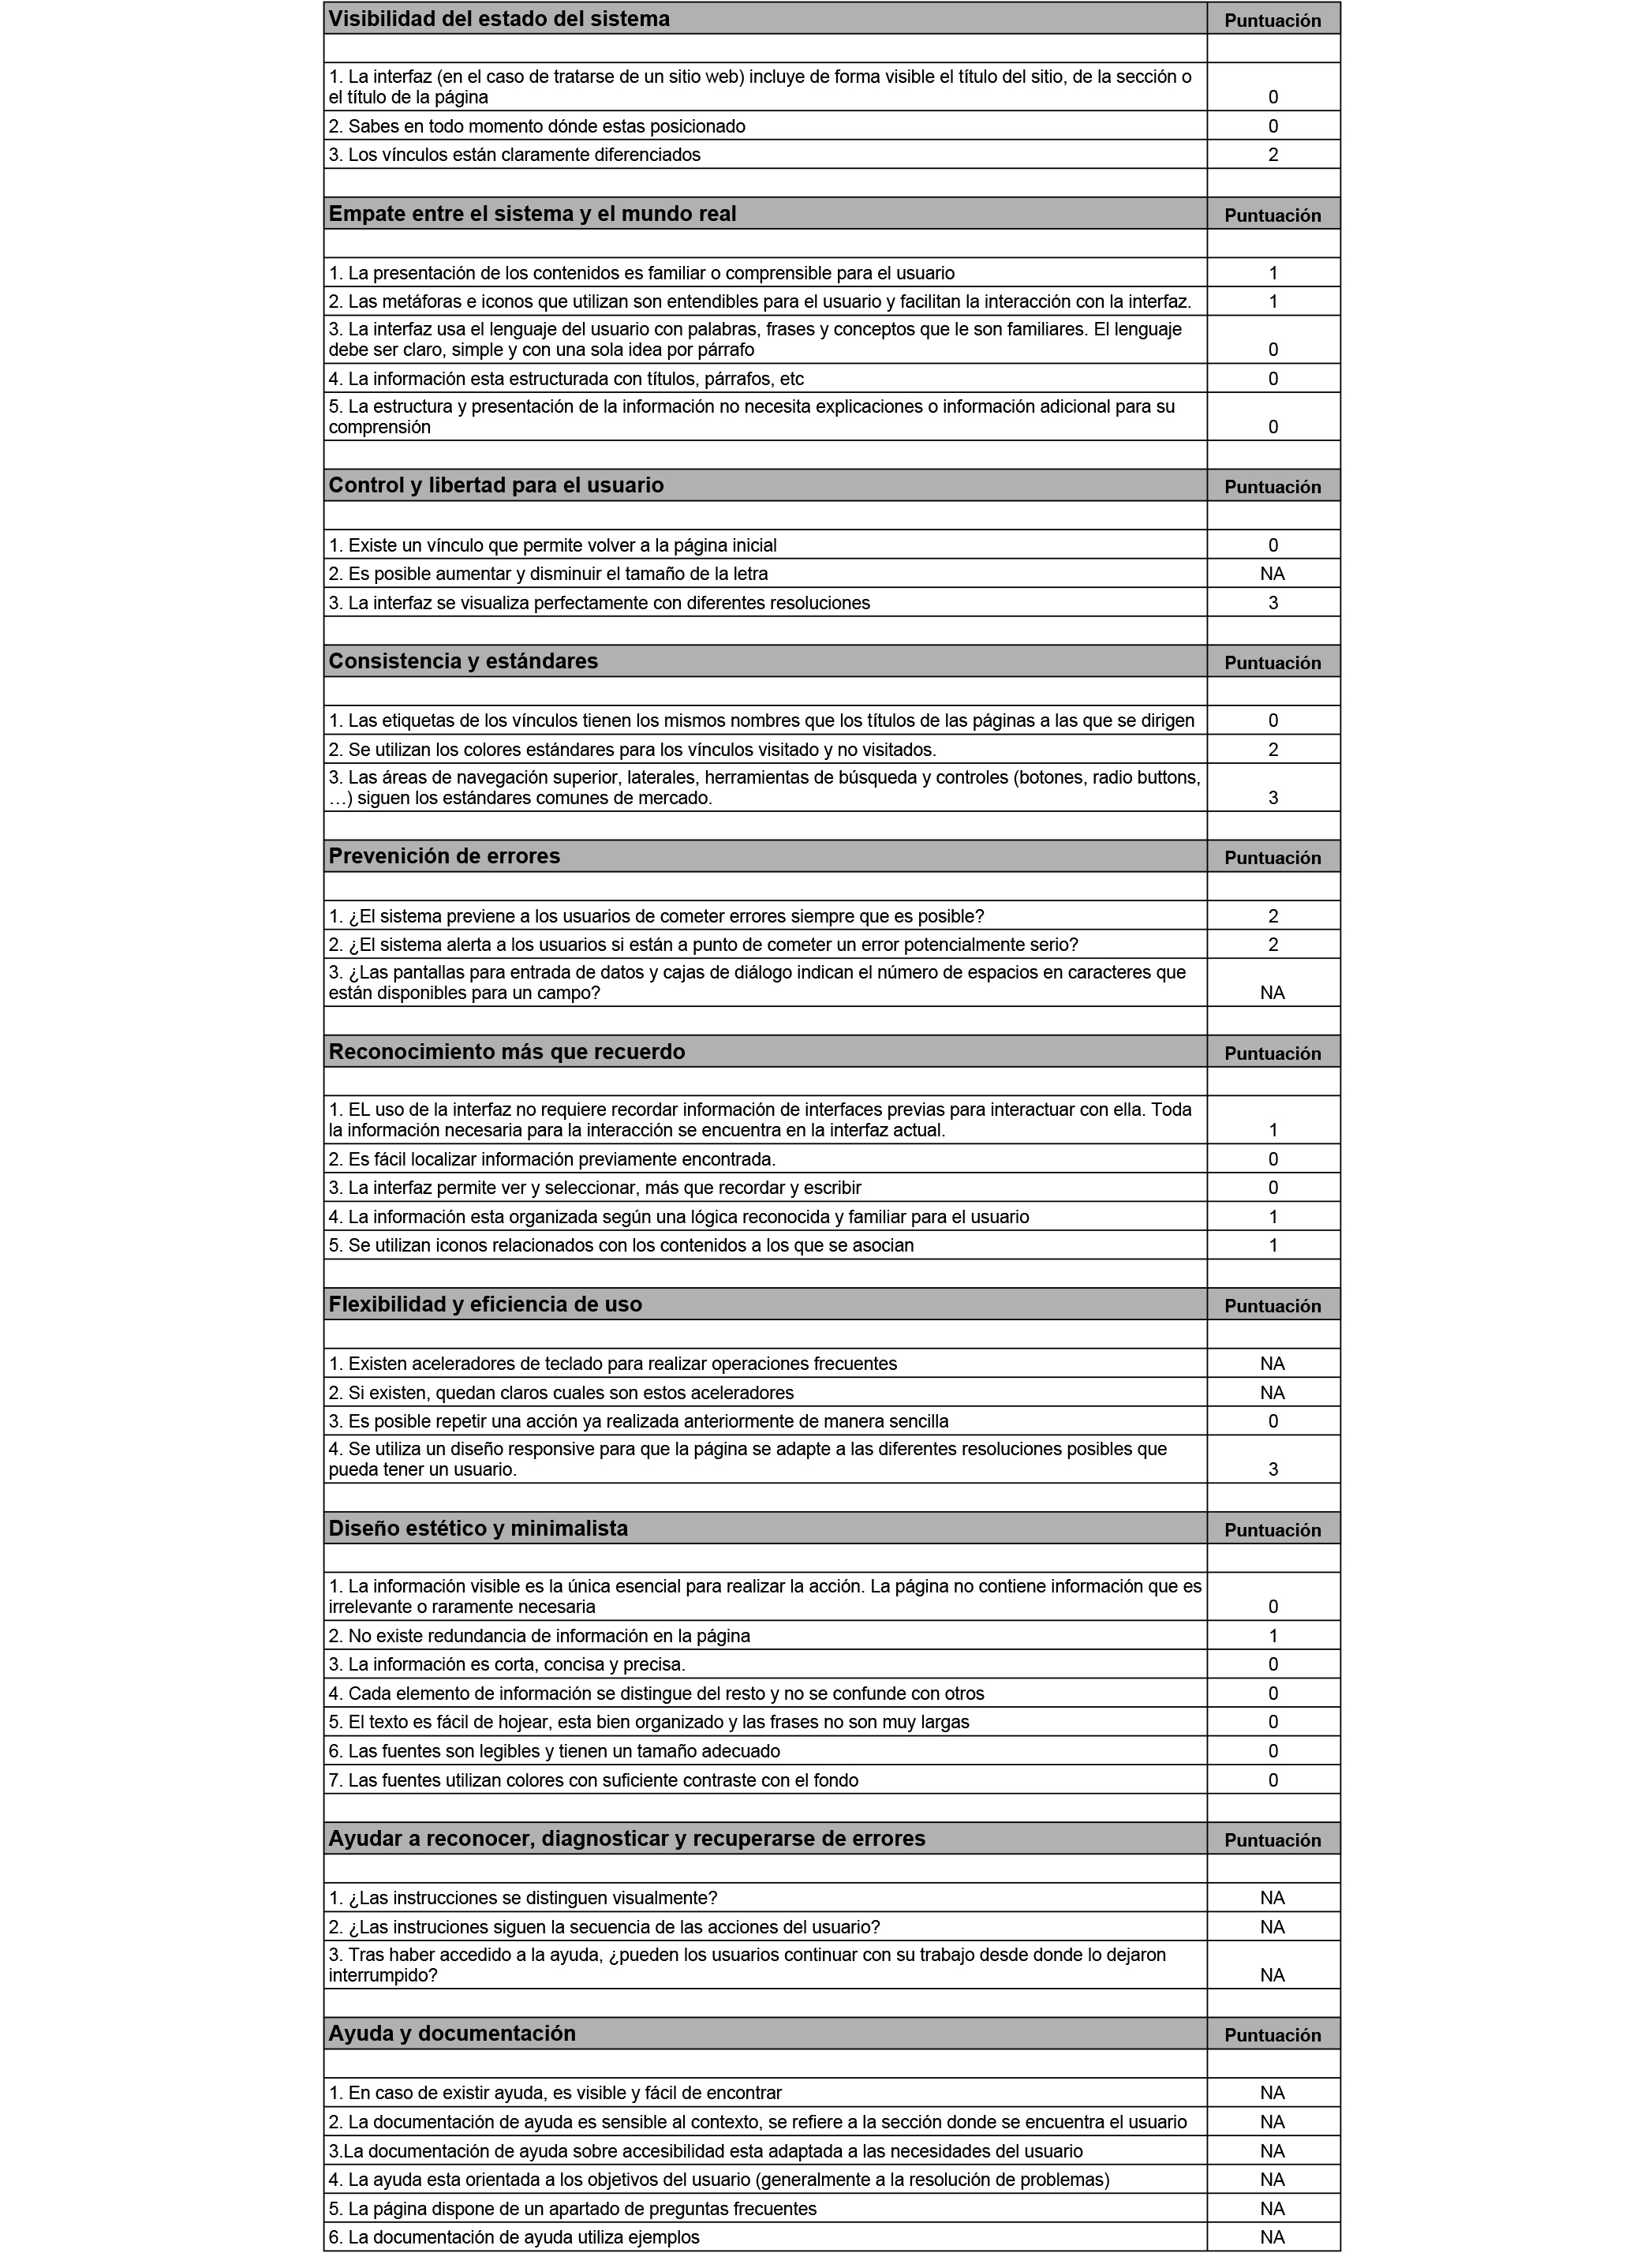 Visibilidad del estado del sistema Puntuación
1. La interfaz (en el caso de tratarse de un sitio web) incluye de forma visible el título del sitio, de la sección o
el título de la página 0
2. Sabes en todo momento dónde estas posicionado 0
3. Los vínculos están claramente diferenciados 2
Empate entre el sistema y el mundo real Puntuación
1. La presentación de los contenidos es familiar o comprensible para el usuario 1
2. Las metáforas e iconos que utilizan son entendibles para el usuario y facilitan la interacción con la interfaz. 1
3. La interfaz usa el lenguaje del usuario con palabras, frases y conceptos que le son familiares. El lenguaje
debe ser claro, simple y con una sola idea por párrafo 0
4. La información esta estructurada con títulos, párrafos, etc 0
5. La estructura y presentación de la información no necesita explicaciones o información adicional para su
comprensión 0
Control y libertad para el usuario Puntuación
1. Existe un vínculo que permite volver a la página inicial 0
2. Es posible aumentar y disminuir el tamaño de la letra NA
3. La interfaz se visualiza perfectamente con diferentes resoluciones 3
Consistencia y estándares Puntuación
1. Las etiquetas de los vínculos tienen los mismos nombres que los títulos de las páginas a las que se dirigen 0
2. Se utilizan los colores estándares para los vínculos visitado y no visitados. 2
3. Las áreas de navegación superior, laterales, herramientas de búsqueda y controles (botones, radio buttons,
…) siguen los estándares comunes de mercado. 3
Prevenición de errores Puntuación
1. ¿El sistema previene a los usuarios de cometer errores siempre que es posible? 2
2. ¿El sistema alerta a los usuarios si están a punto de cometer un error potencialmente serio? 2
3. ¿Las pantallas para entrada de datos y cajas de diálogo indican el número de espacios en caracteres que
están disponibles para un campo? NA
Reconocimiento más que recuerdo Puntuación
1. EL uso de la interfaz no requiere recordar información de interfaces previas para interactuar con ella. Toda
la información necesaria para la interacción se encuentra en la interfaz actual. 1
2. Es fácil localizar información previamente encontrada. 0
3. La interfaz permite ver y seleccionar, más que recordar y escribir 0
4. La información esta organizada según una lógica reconocida y familiar para el usuario 1
5. Se utilizan iconos relacionados con los contenidos a los que se asocian 1
Flexibilidad y eficiencia de uso Puntuación
1. Existen aceleradores de teclado para realizar operaciones frecuentes NA
2. Si existen, quedan claros cuales son estos aceleradores NA
3. Es posible repetir una acción ya realizada anteriormente de manera sencilla 0
4. Se utiliza un diseño responsive para que la página se adapte a las diferentes resoluciones posibles que
pueda tener un usuario. 3
Diseño estético y minimalista Puntuación
1. La información visible es la única esencial para realizar la acción. La página no contiene información que es
irrelevante o raramente necesaria 0
2. No existe redundancia de información en la página 1
3. La información es corta, concisa y precisa. 0
4. Cada elemento de información se distingue del resto y no se confunde con otros 0
5. El texto es fácil de hojear, esta bien organizado y las frases no son muy largas 0
6. Las fuentes son legibles y tienen un tamaño adecuado 0
7. Las fuentes utilizan colores con suficiente contraste con el fondo 0
Ayudar a reconocer, diagnosticar y recuperarse de errores Puntuación
1. ¿Las instrucciones se distinguen visualmente? NA
2. ¿Las instruciones siguen la secuencia de las acciones del usuario? NA
3. Tras haber accedido a la ayuda, ¿pueden los usuarios continuar con su trabajo desde donde lo dejaron
interrumpido? NA
Ayuda y documentación Puntuación
1. En caso de existir ayuda, es visible y fácil de encontrar NA
2. La documentación de ayuda es sensible al contexto, se refiere a la sección donde se encuentra el usuario NA
3.La documentación de ayuda sobre accesibilidad esta adaptada a las necesidades del usuario NA
4. La ayuda esta orientada a los objetivos del usuario (generalmente a la resolución de problemas) NA
5. La página dispone de un apartado de preguntas frecuentes NA
6. La documentación de ayuda utiliza ejemplos NA